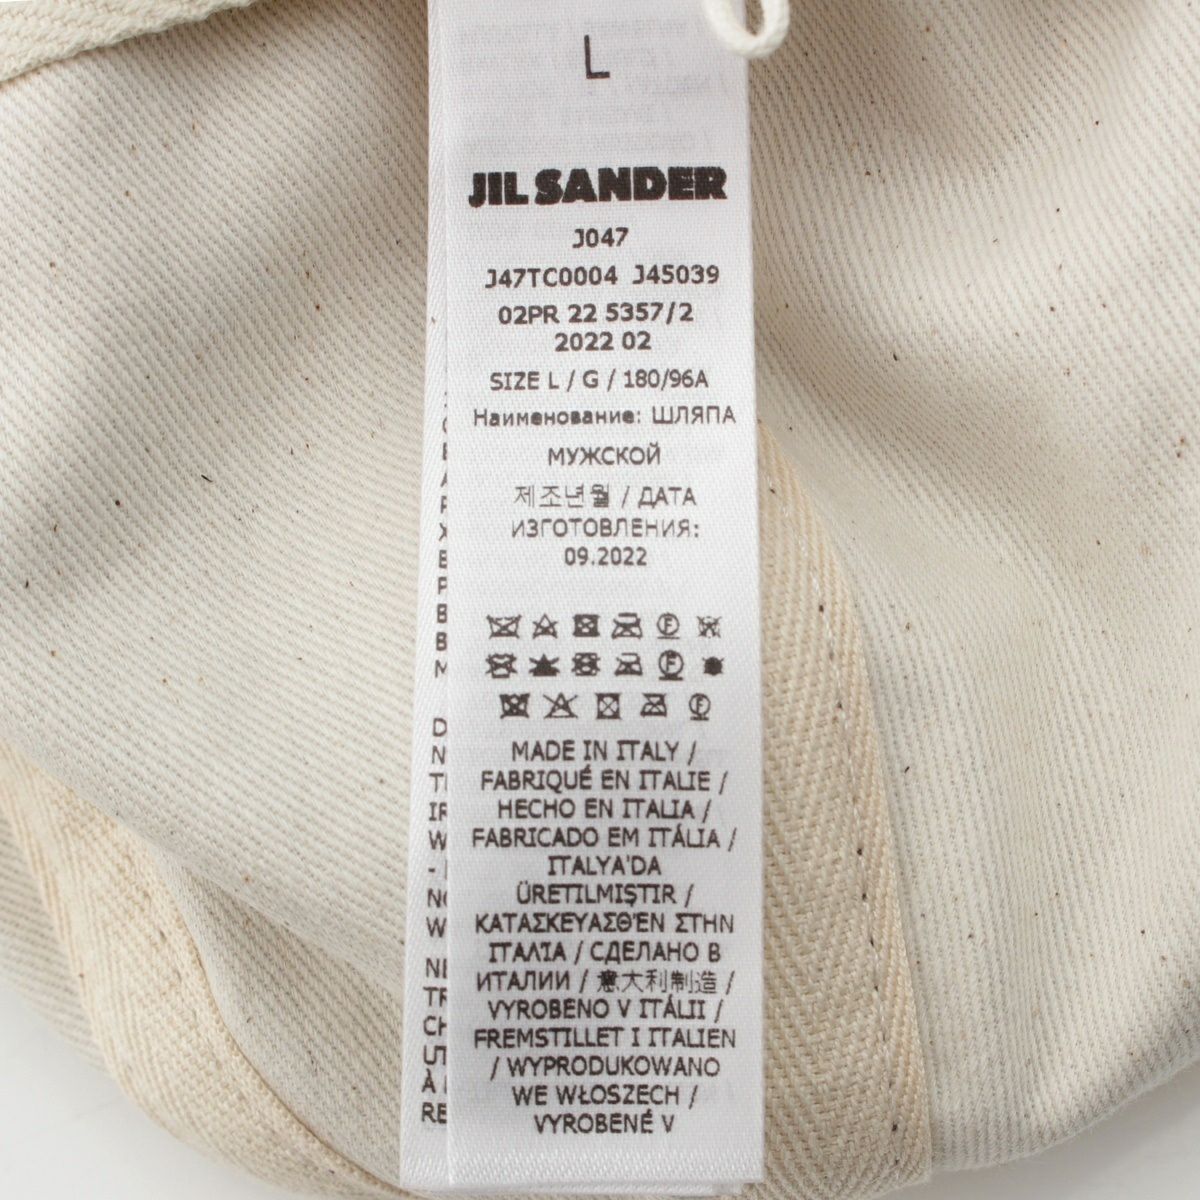 L
JIL SANDER
J047
J47TC0004 J45039
02PR 22 5357/2
2022 02
SIZE L / G / 180/96A
Наименование: ШЛЯПА
МУЖСКОЙ
제조년월 / ДАТА
ИЗГОТОВЛЕНИЯ:
09.2022
MADE IN ITALY /
FABRIQUÉ EN ITALIE /
HECHO EN ITALIA /
FABRICADO EM ITÁLIA /
ITALYA'DA
ÜRETILMIŞTIR /
ΚΑΤΑΣΚΕΥΑΣΘΈΝ ΣΤΗΝ
ΙΤΑΛΊΑ / СДЕЛАНО В
ИТАЛИИ / 意大利制造 /
VYROBENO V ITÁLII /
FREMSTILLET I ITALIEN
/ WYPRODUKOWANO
WE WŁOSZECH /
VYROBENÉ V